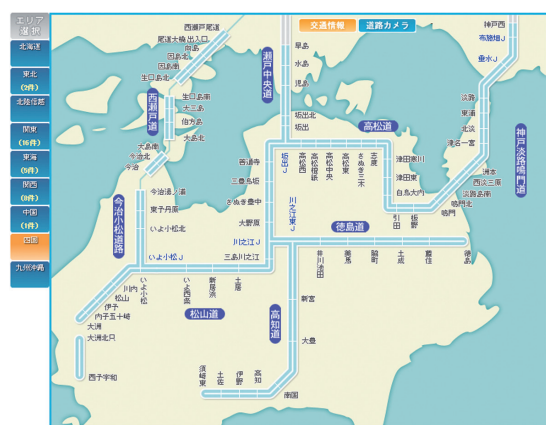 エリア
選択
北海道
東北
(2件)
北陸信越
関東
(16件)
東海
(5件)
関西
(8件)
中国
(1件)
四国
九州沖縄
交通情報
道路カメラ
西瀬戸尾道
尾道大橋出入口
向島
因島北
因島南
生口島北
生口島南
大三島
伯方島
大島北
大島南
今治北
今治
西瀬戸道
瀬戸中央道
早島
水島
児島
坂出北
坂出
高松道
神戸西
布施畑J
垂水J
淡路
東浦
北淡
津名一宮
洲本
西淡三原
淡路島南
鳴門北
鳴門
神戸淡路鳴門道
善通寺
三豊鳥坂
さぬき豊中
大野原
川之江J
三島川之江
坂出J
高松西
高松檀紙
高松中央
高松東
さぬき三木
志度
津田寒川
津田東
白鳥大内
引田
板野
川之江東J
徳島道
井川池田
美馬
脇町
土成
藍住
徳島
今治小松道路
今治湯ノ浦
東予丹原
いよ小松北
いよ小松J
いよ小松
いよ西条
新居浜
土居
川内
松山
伊予
内子五十崎
大洲
大洲北只
西予宇和
松山道
高知道
新宮
大豊
南国
高知
伊野
土佐
須崎東